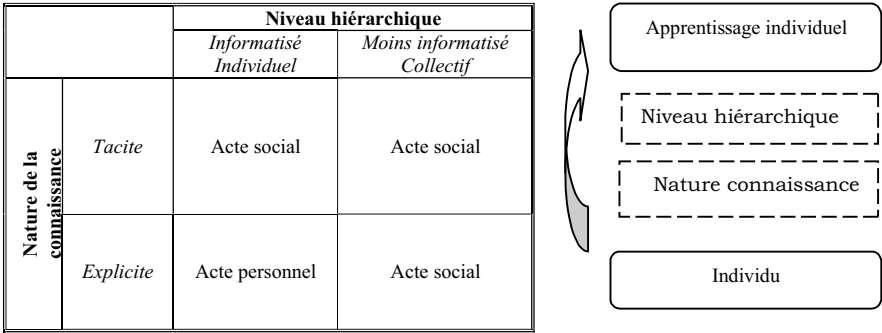 Niveau hiérarchique
Informatisé
Individuel
Moins informatisé
Collectif
Nature de la
connaissance
Tacite
Acte social
Acte social
Explicite
Acte personnel
Acte social
Apprentissage individuel
Niveau hiérarchique
Nature connaissance
Individu